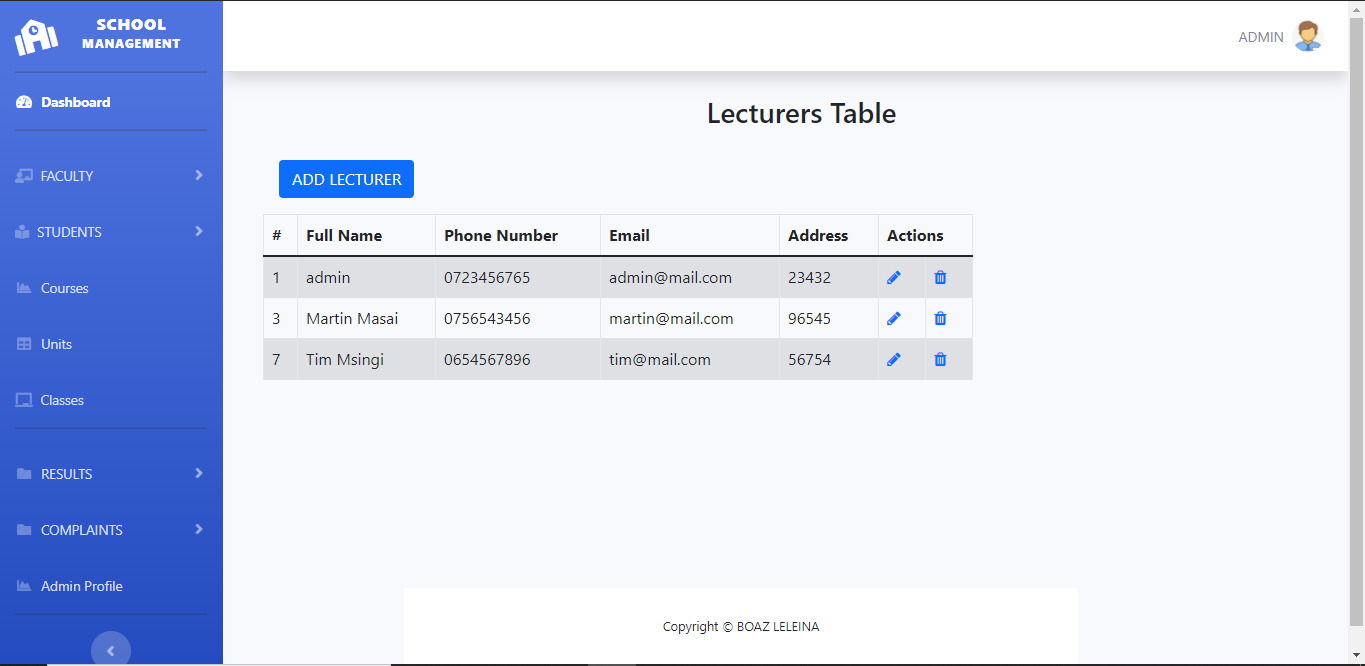 SCHOOL
MANAGEMENT
Dashboard
FACULTY
STUDENTS
Courses
Units
Classes
RESULTS
COMPLAINTS
Admin Profile
ADMIN
Lecturers Table
ADD LECTURER
# Full Name Phone Number Email Address Actions
1 admin 0723456765 admin@mail.com 23432
3 Martin Masai 0756543456 martin@mail.com 96545
7 Tim Msingi 0654567896 tim@mail.com 56754
Copyright © BOAZ LELEINA